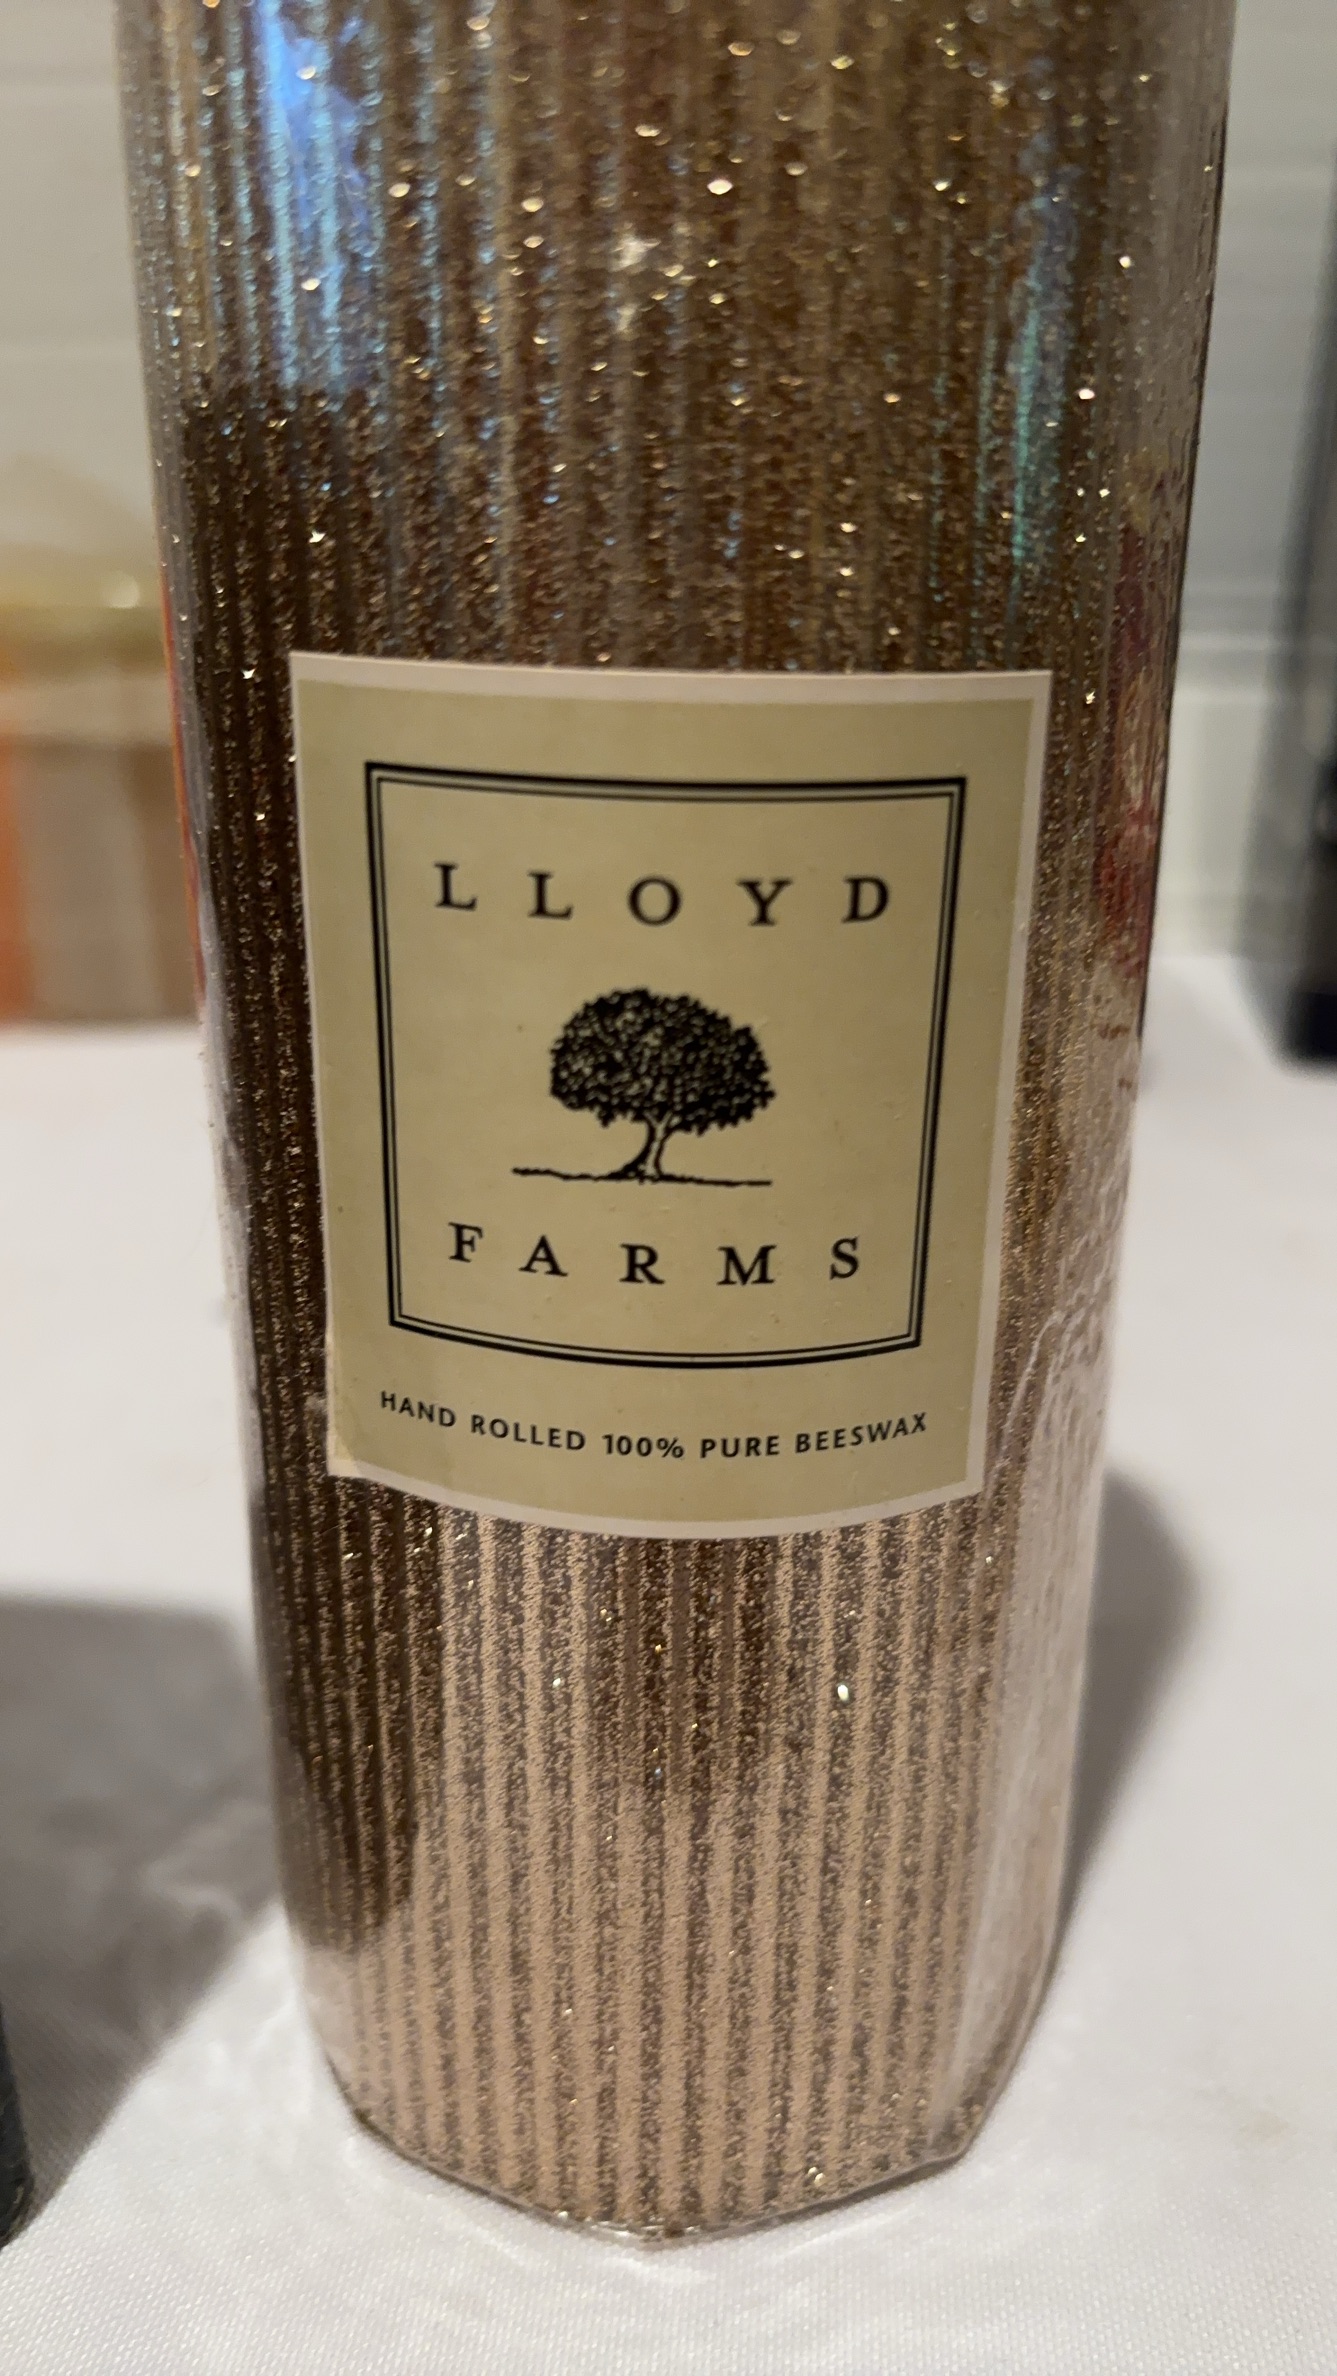 LLOYD
FARMS
HAND ROLLED 100% PURE BEESWAX